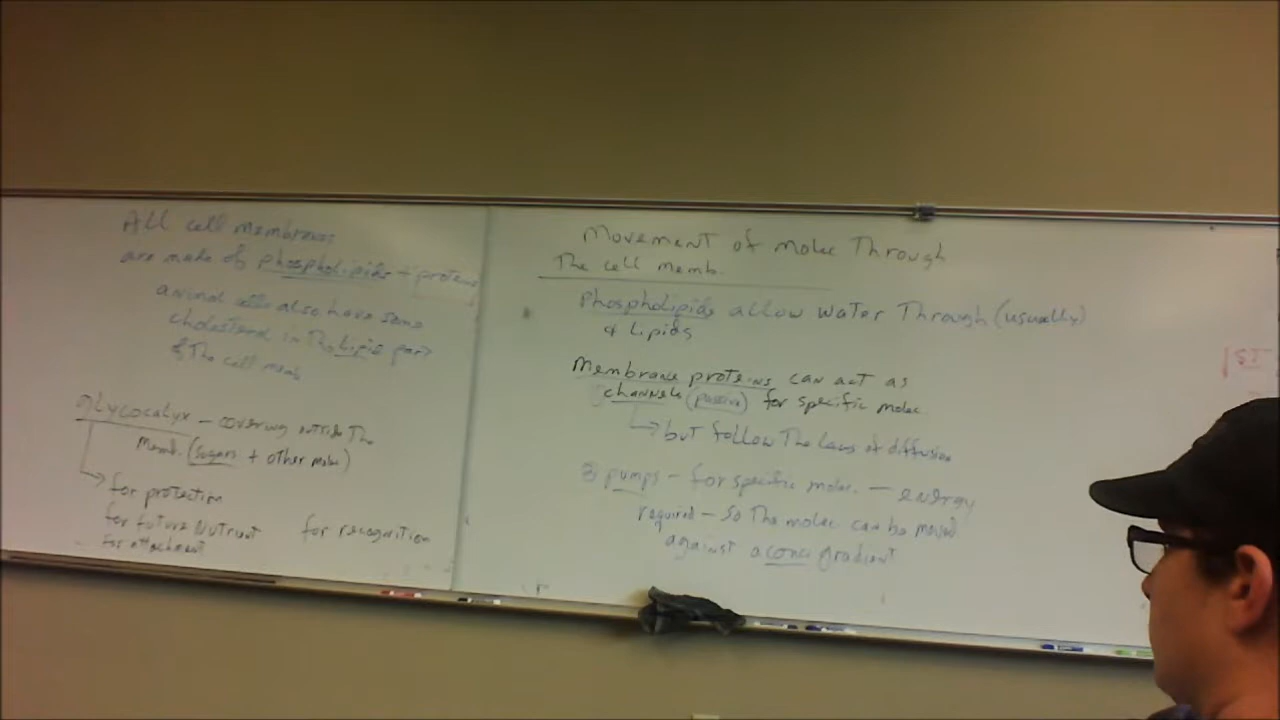 All cell membranes
are made of phospholipids + proteins
animal cells also have some
cholesterol in The Lipid part
of The cell memb
glycocalyx - covering outside The
memb. (sugars + other molec)
for protection
for future Nutrient for recognition
for attachment
Movement of molec Through
The cell memb.
Phospholipids allow water Through (usually)
& Lipids
Membrane proteins can act as
channels (passive) for specific molec.
but follow The Laws of diffusion
pumps - for specific molec. - energy
required - So The molec can be moved
against a conc gradient
1ST